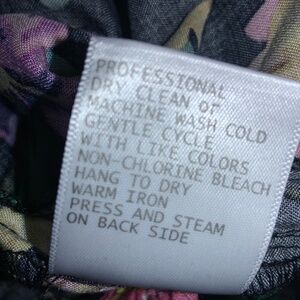 PROFESSIONAL
DRY CLEAN or
MACHINE WASH COLD
GENTLE CYCLE
WITH LIKE COLORS
NON-CHLORINE BLEACH
HANG TO DRY
WARM IRON
PRESS AND STEAM
ON BACK SIDE